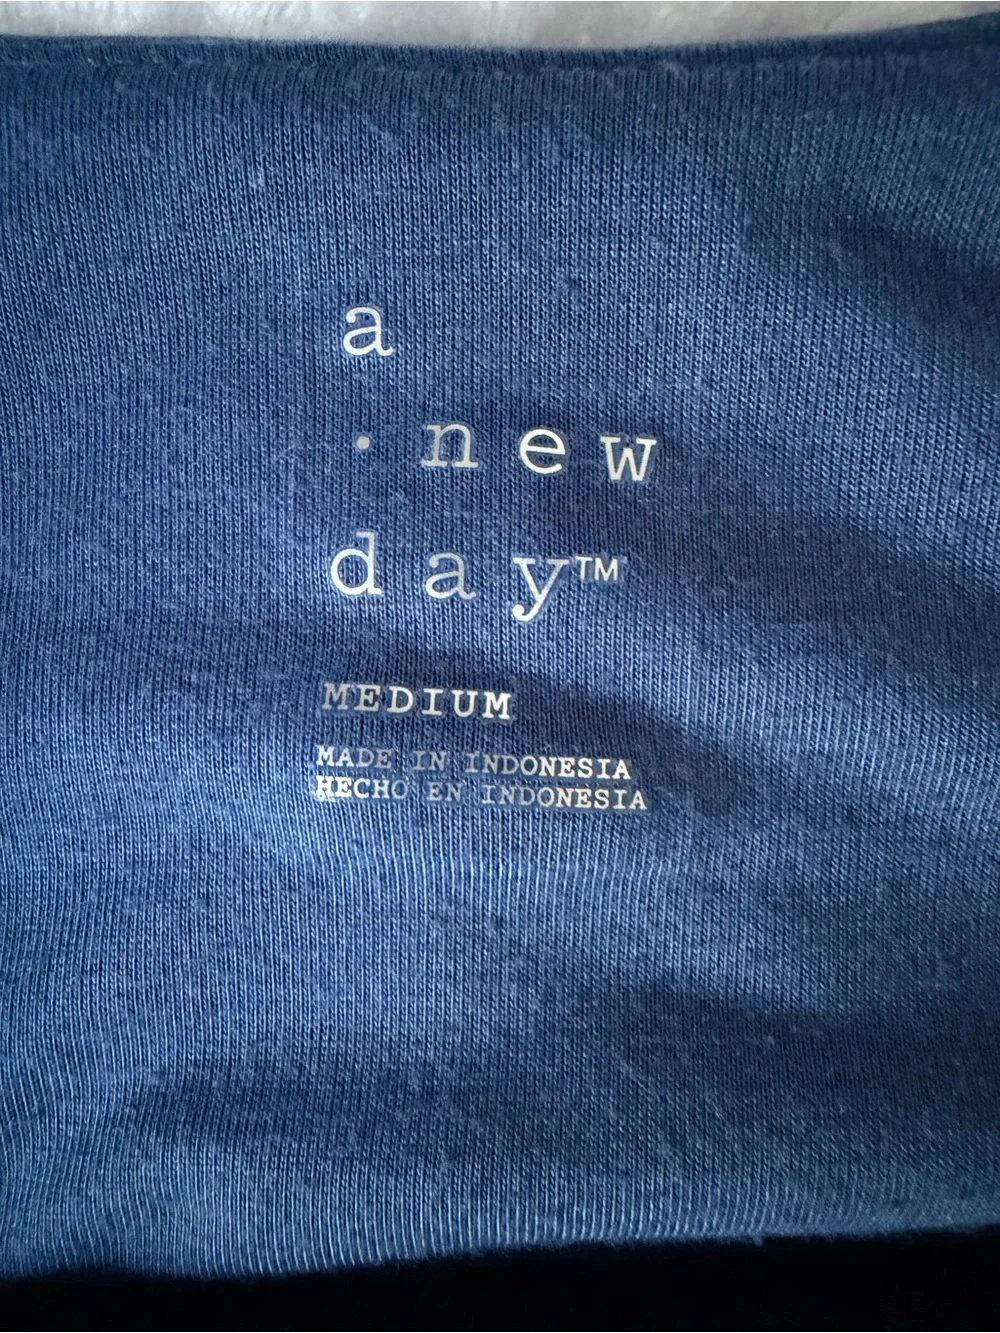 a
· new
day™
MEDIUM
MADE IN INDONESIA
HECHO EN INDONESIA